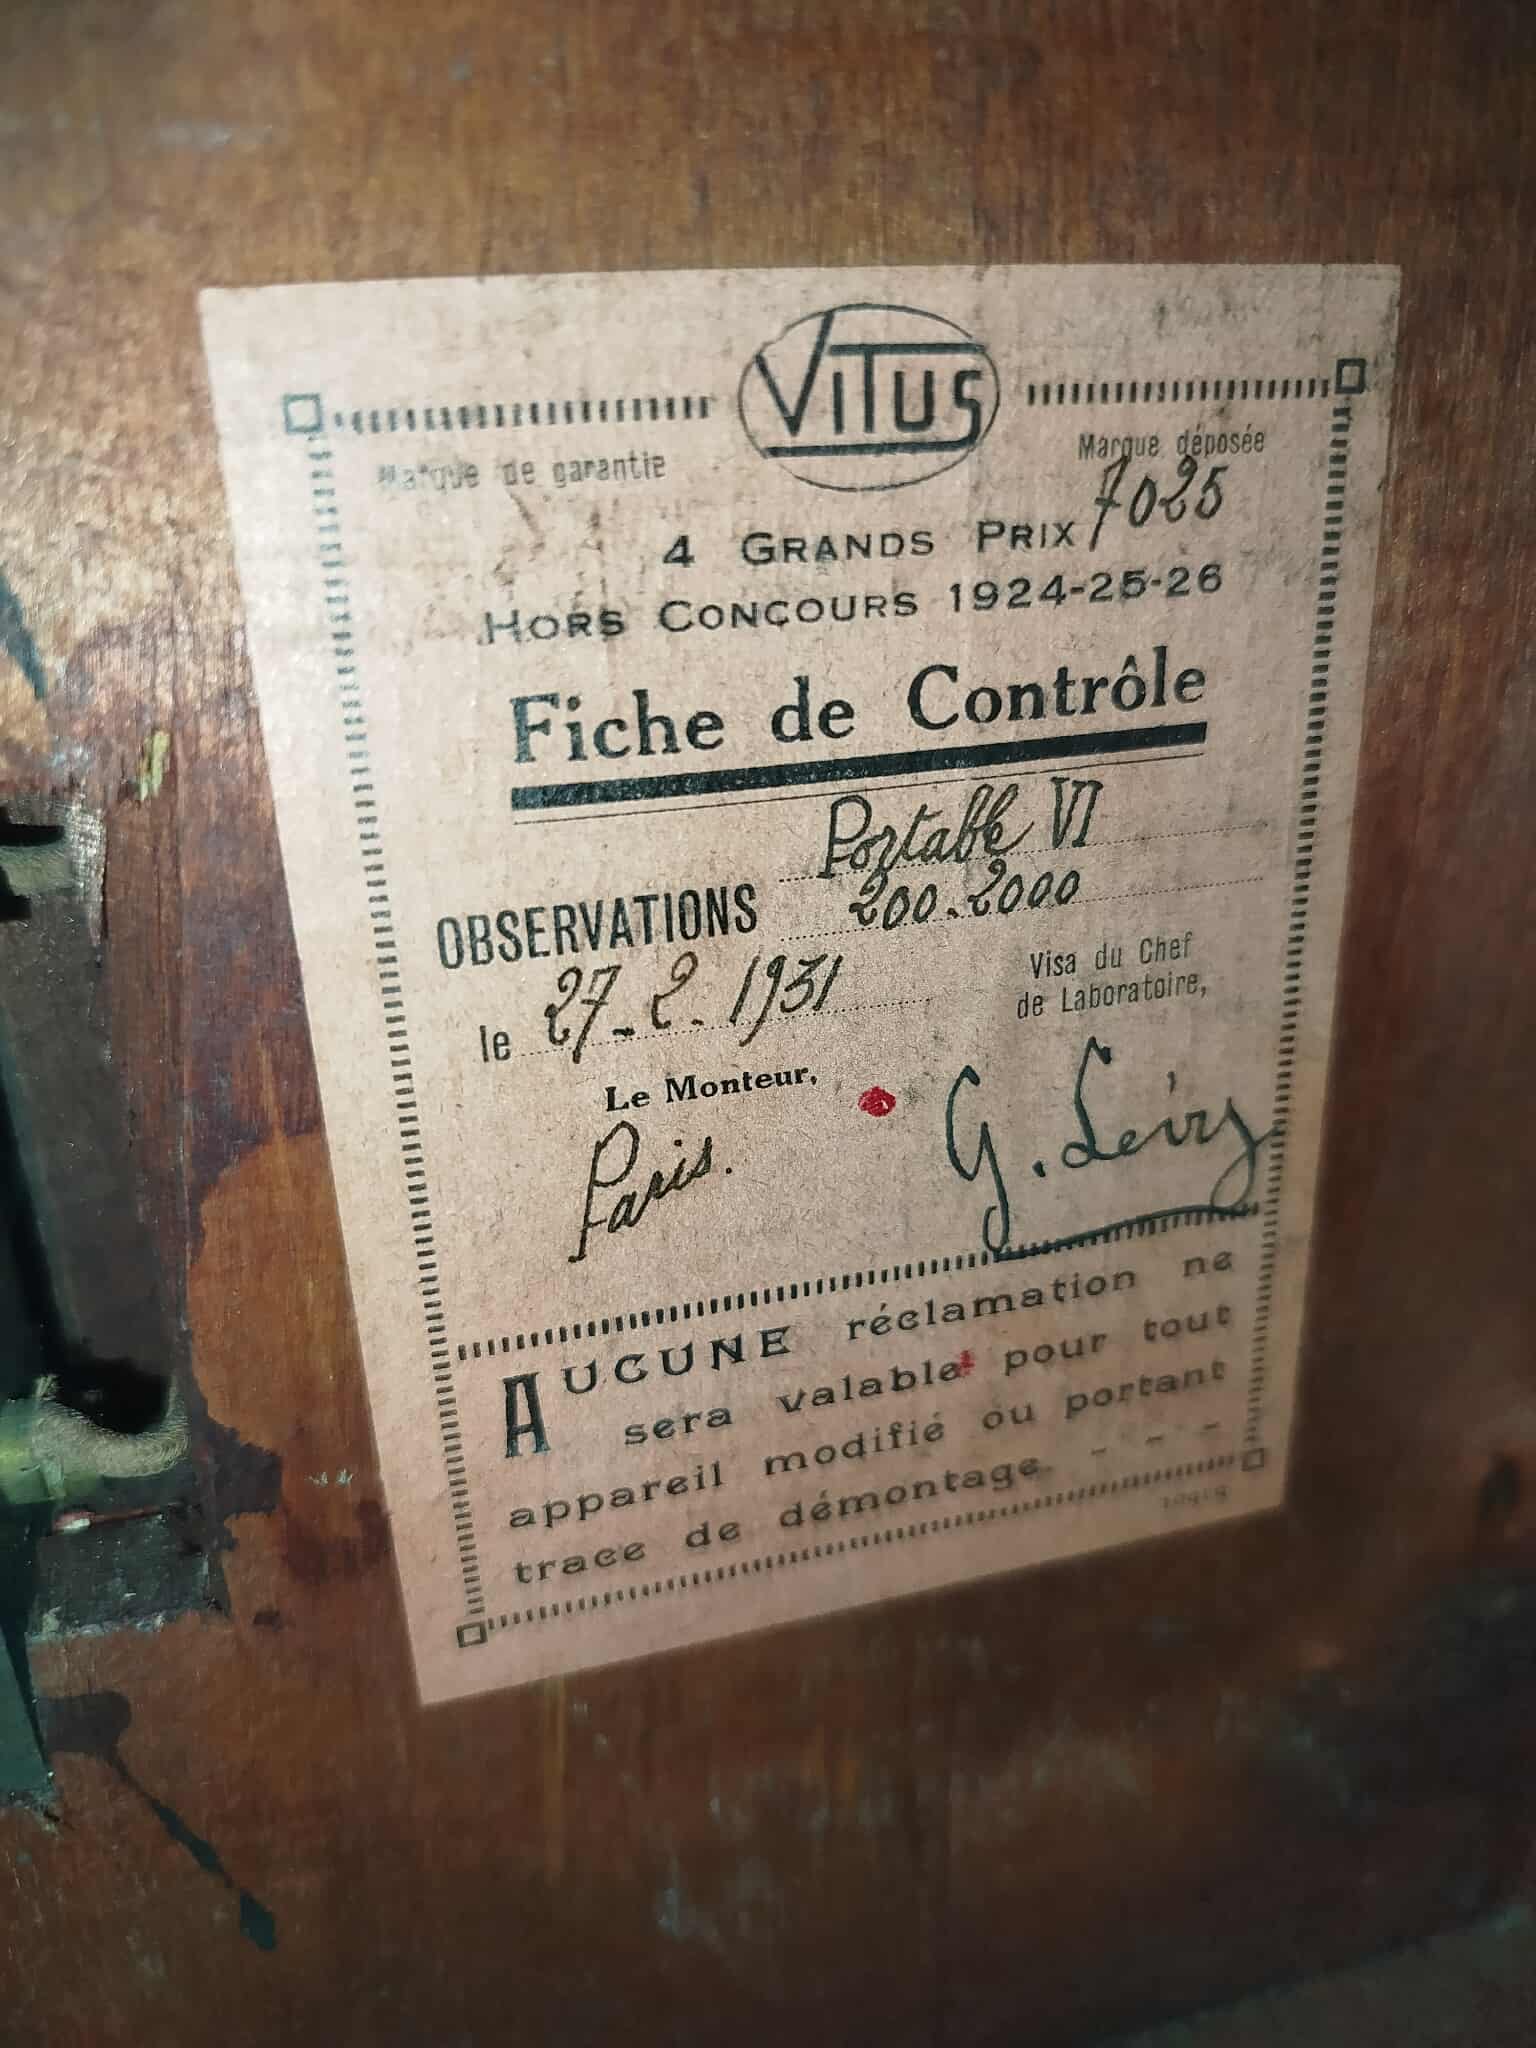 VITUS
Marque de garantie
Marque déposée
7025
4 GRANDS PRIX
HORS CONCOURS 1924-25-26
Fiche de Contrôle
Portable VI
OBSERVATIONS 200.2000
le 27-2-1931
Visa du Chef
de Laboratoire,
Le Monteur,
Paris.
AUCUNE réclamation ne
sera valable pour tout
appareil modifié ou portant
trace de démontage. - - -